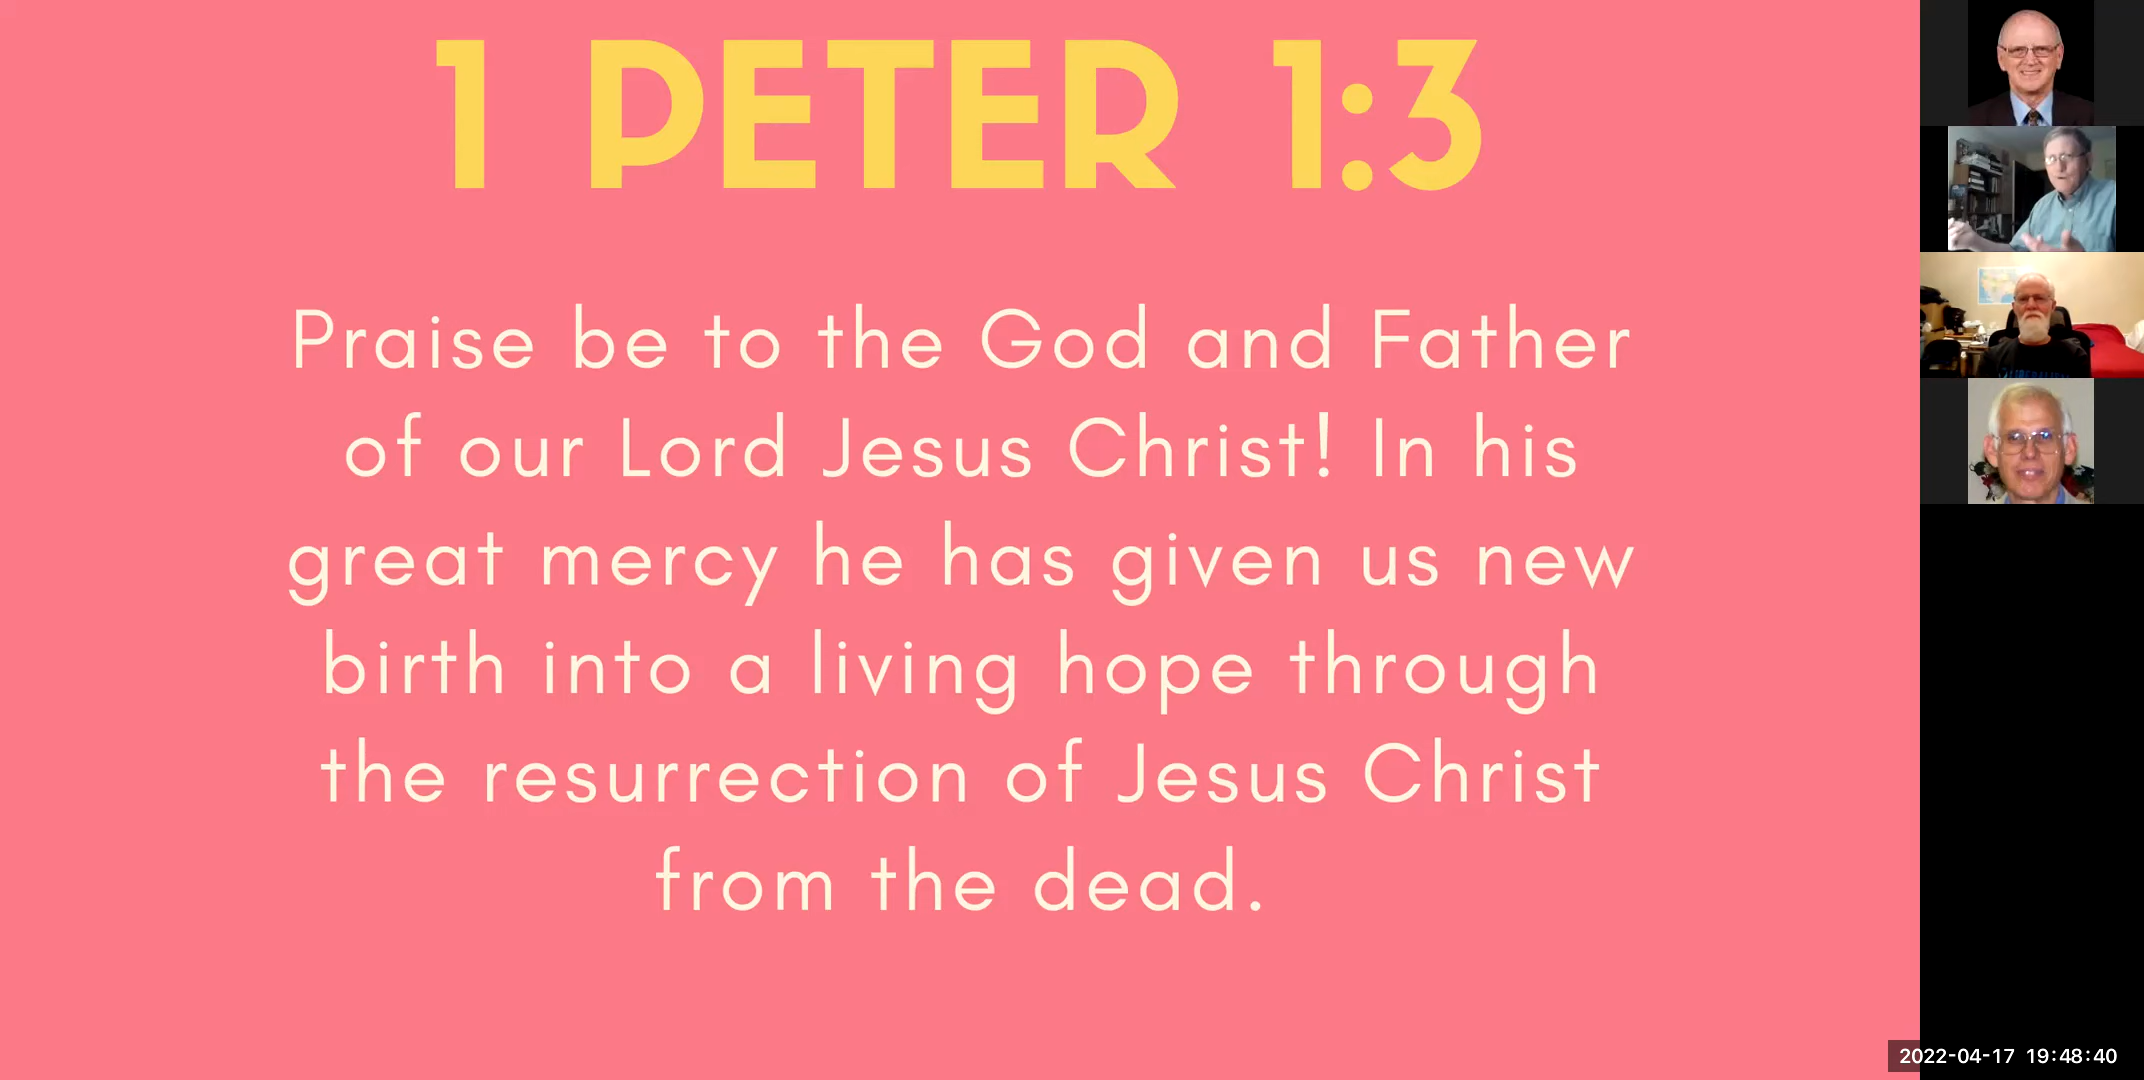 1 PETER 1:3
Praise be to the God and Father
of our Lord Jesus Christ! In his
great mercy he has given us new
birth into a living hope through
the resurrection of Jesus Christ
from the dead.
2022-04-17 19:48:40